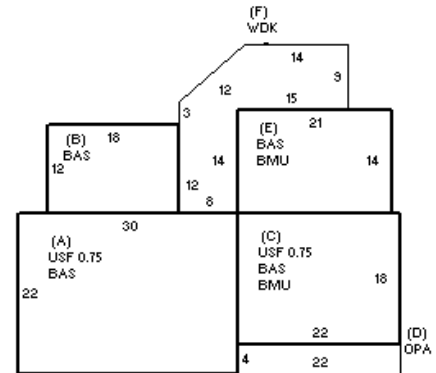 (F)
WDK
14
9
12
15
3
(B)
BAS
18
12
(E)
BAS
BMU
21
14
14
12
8
30
(A)
USF 0.75
BAS
22
(C)
USF 0.75
BAS
BMU
18
22
(D)
OPA
4
22